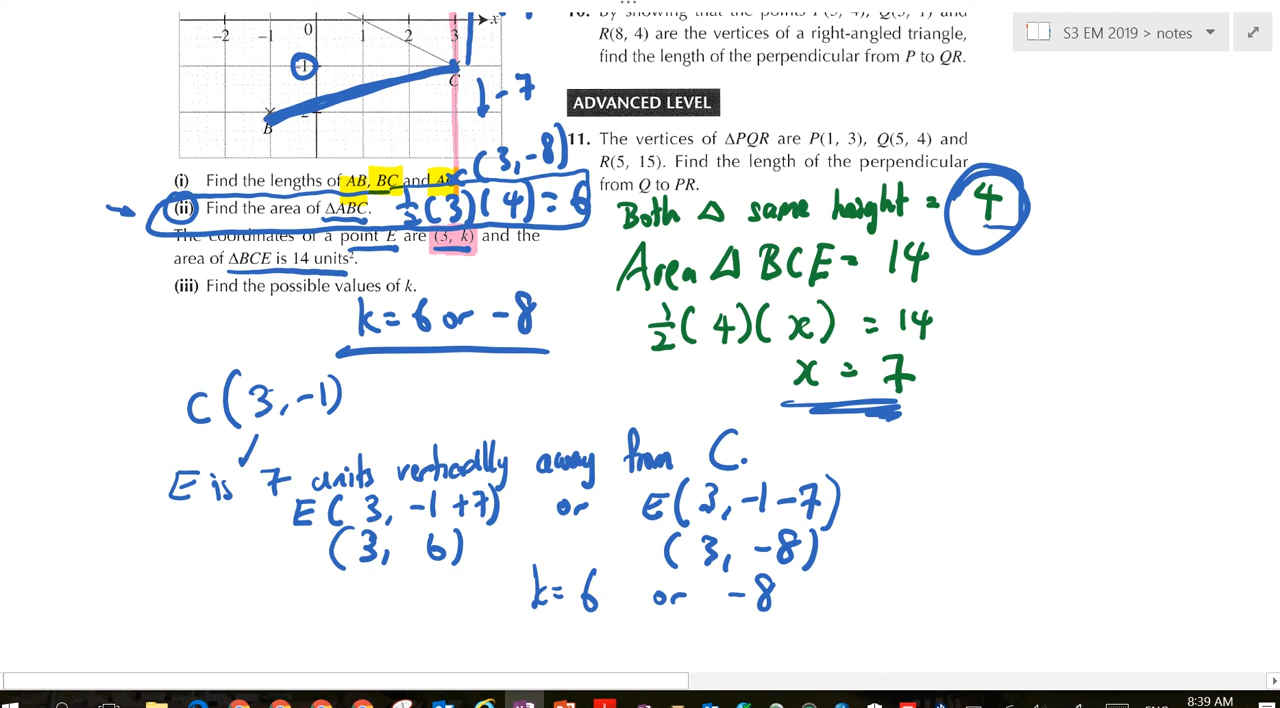 S3 EM 2019 > notes
R(8, 4) are the vertices of a right-angled triangle,
find the length of the perpendicular from P to QR.
ADVANCED LEVEL
11. The vertices of ΔPQR are P(1, 3), Q(5, 4) and
R(5, 15). Find the length of the perpendicular
from Q to PR.
-2 -1 0 1 2 3 x
-1
C
-7
B
(3, -8)
(i) Find the lengths of AB, BC and
(ii) Find the area of ΔABC. ½(3)(4) = 6
The coordinates of a point E are (3, k) and the
area of ΔBCE is 14 units².
(iii) Find the possible values of k.
k = 6 or -8
Both Δ same height = 4
Area Δ BCE = 14
½(4)(x) = 14
x = 7
C(3, -1)
E is 7 units vertically away from C.
E(3, -1+7) or E(3, -1-7)
(3, 6) (3, -8)
k = 6 or -8
8:39 AM